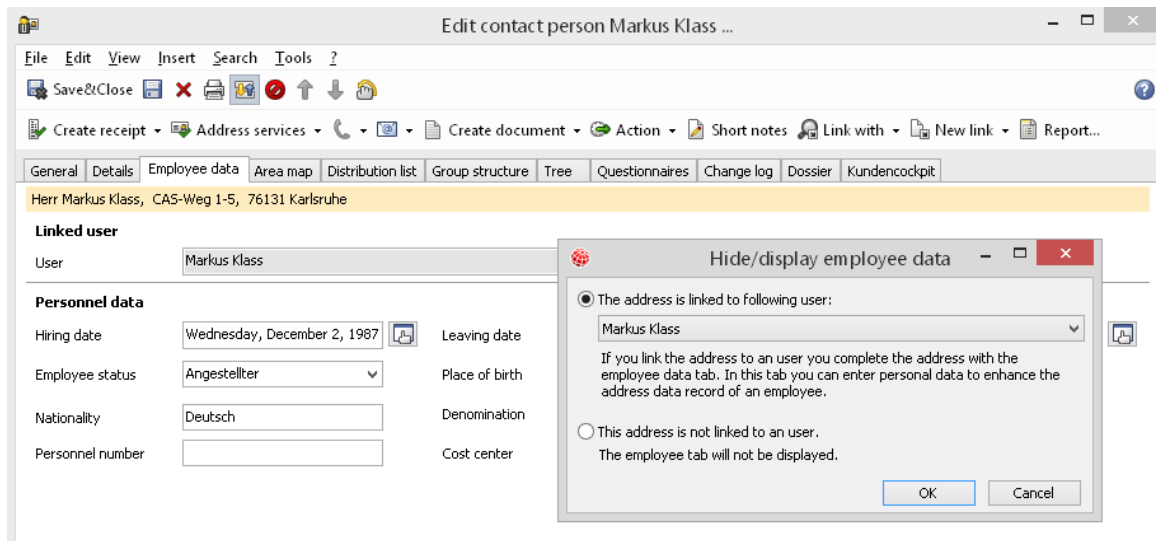 Edit contact person Markus Klass ...
File Edit View Insert Search Tools ?
Save&Close
Create receipt Address services Create document Action Short notes Link with New link Report...
General Details Employee data Area map Distribution list Group structure Tree Questionnaires Change log Dossier Kundencockpit
Herr Markus Klass, CAS-Weg 1-5, 76131 Karlsruhe
Linked user
User Markus Klass
Personnel data
Hiring date Wednesday, December 2, 1987 Leaving date
Employee status Angestellter Place of birth
Nationality Deutsch Denomination
Personnel number Cost center
Hide/display employee data
The address is linked to following user:
Markus Klass
If you link the address to an user you complete the address with the
employee data tab. In this tab you can enter personal data to enhance the
address data record of an employee.
This address is not linked to an user.
The employee tab will not be displayed.
OK Cancel